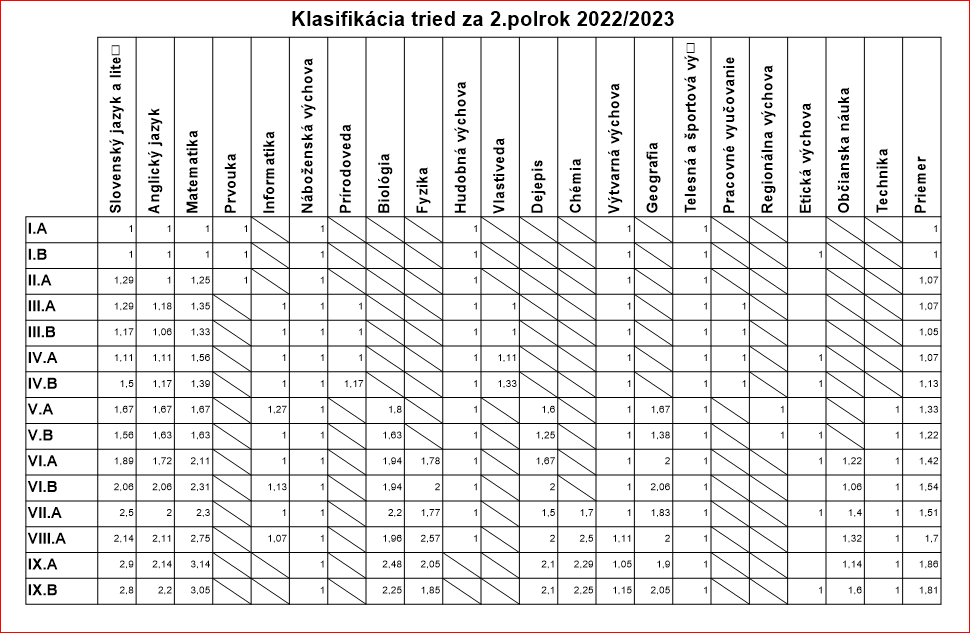 Klasifikácia tried za 2.polrok 2022/2023
Slovenský jazyk a lite□ Anglický jazyk Matematika Prvouka Informatika Náboženská výchova Prírodoveda Biológia Fyzika Hudobná výchova Vlastiveda Dejepis Chémia Výtvarná výchova Geografia Telesná a športová vý□ Pracovné vyučovanie Regionálna výchova Etická výchova Občianska náuka Technika Priemer
I.A 1 1 1 1 1 1 1 1 1
I.B 1 1 1 1 1 1 1 1 1 1
II.A 1,29 1 1,25 1 1 1 1 1 1,07
III.A 1,29 1,18 1,35 1 1 1 1 1 1 1 1 1,07
III.B 1,17 1,06 1,33 1 1 1 1 1 1 1 1 1,05
IV.A 1,11 1,11 1,56 1 1 1 1 1,11 1 1 1 1 1,07
IV.B 1,5 1,17 1,39 1 1 1,17 1 1,33 1 1 1 1 1,13
V.A 1,67 1,67 1,67 1,27 1 1,8 1 1,6 1 1,67 1 1 1 1,33
V.B 1,56 1,63 1,63 1 1 1,63 1 1,25 1 1,38 1 1 1 1 1,22
VI.A 1,89 1,72 2,11 1 1 1,94 1,78 1 1,67 1 2 1 1 1,22 1 1,42
VI.B 2,06 2,06 2,31 1,13 1 1,94 2 1 2 1 2,06 1 1,06 1 1,54
VII.A 2,5 2 2,3 1 1 2,2 1,77 1 1,5 1,7 1 1,83 1 1 1,4 1 1,51
VIII.A 2,14 2,11 2,75 1,07 1 1,96 2,57 1 2 2,5 1,11 2 1 1,32 1 1,7
IX.A 2,9 2,14 3,14 1 2,48 2,05 2,1 2,29 1,05 1,9 1 1,14 1 1,86
IX.B 2,8 2,2 3,05 1 2,25 1,85 2,1 2,25 1,15 2,05 1 1 1,6 1 1,81